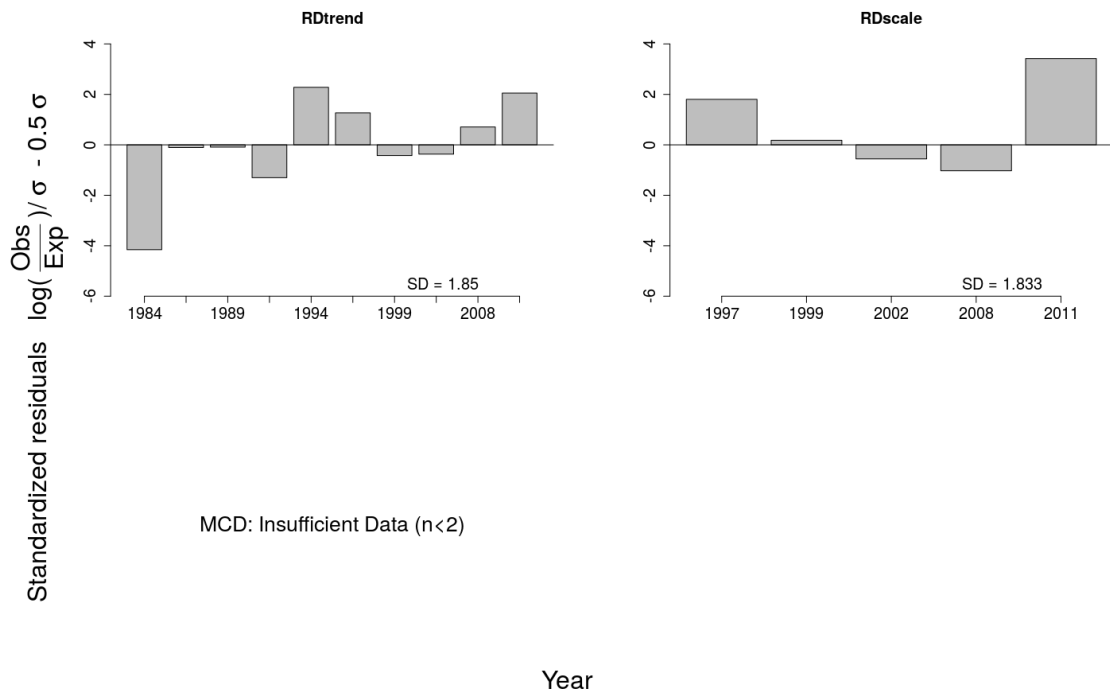 RDtrend
RDscale
4
2
0
-2
-4
-6
SD = 1.85
1984 1989 1994 1999 2008
4
2
0
-2
-4
-6
SD = 1.833
1997 1999 2002 2008 2011
Standardized residuals log(Obs/Exp)/ σ - 0.5 σ
MCD: Insufficient Data (n<2)
Year